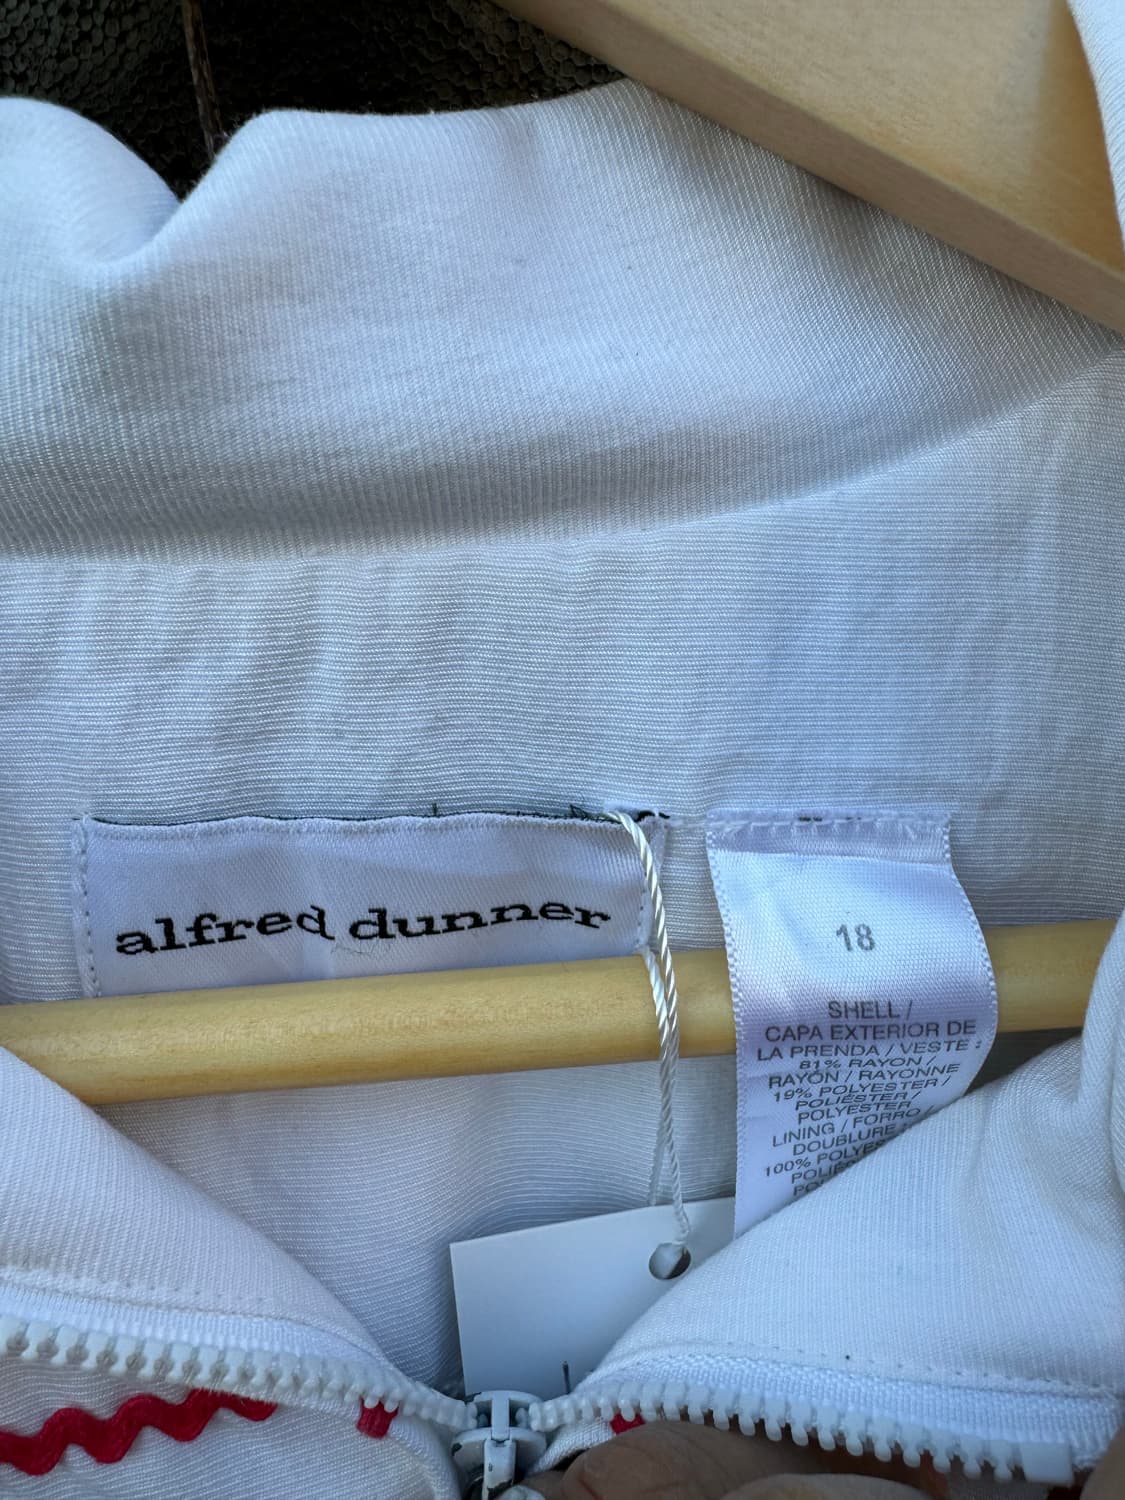 alfred dunner
18
SHELL /
CAPA EXTERIOR DE
LA PRENDA / VESTE :
81% RAYON /
RAYÓN / RAYONNE
19% POLYESTER /
POLIÉSTER /
POLYESTER
LINING / FORRO /
DOUBLURE :
100%